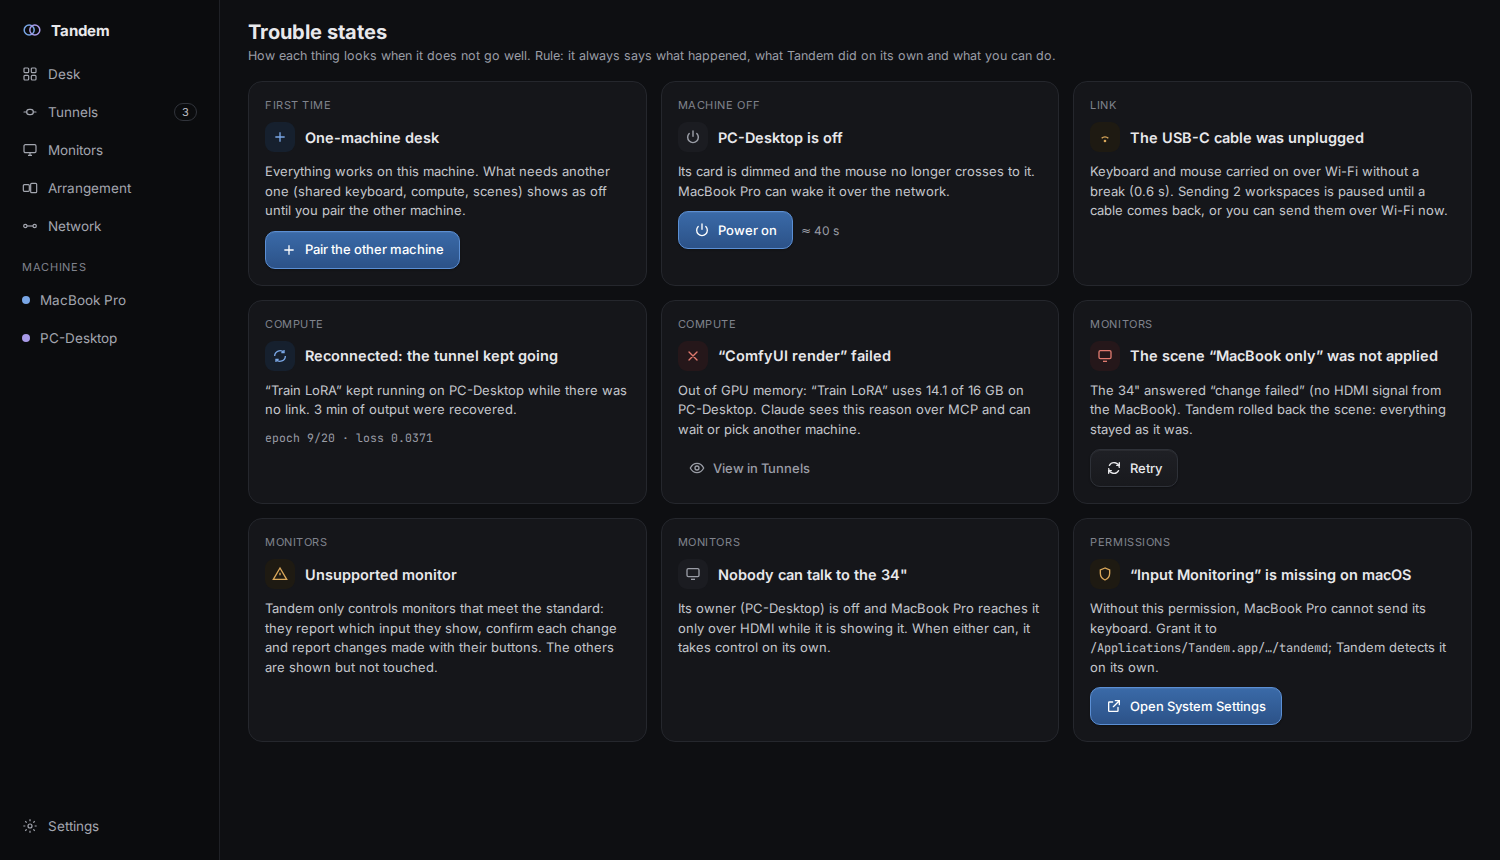 Tandem
Desk
Tunnels 3
Monitors
Arrangement
Network
MACHINES
MacBook Pro
PC-Desktop
Settings
Trouble states
How each thing looks when it does not go well. Rule: it always says what happened, what Tandem did on its own and what you can do.
FIRST TIME
One-machine desk
Everything works on this machine. What needs another
one (shared keyboard, compute, scenes) shows as off
until you pair the other machine.
Pair the other machine
MACHINE OFF
PC-Desktop is off
Its card is dimmed and the mouse no longer crosses to it.
MacBook Pro can wake it over the network.
Power on ≈ 40 s
LINK
The USB-C cable was unplugged
Keyboard and mouse carried on over Wi-Fi without a
break (0.6 s). Sending 2 workspaces is paused until a
cable comes back, or you can send them over Wi-Fi now.
COMPUTE
Reconnected: the tunnel kept going
“Train LoRA” kept running on PC-Desktop while there was
no link. 3 min of output were recovered.
epoch 9/20 · loss 0.0371
COMPUTE
“ComfyUI render” failed
Out of GPU memory: “Train LoRA” uses 14.1 of 16 GB on
PC-Desktop. Claude sees this reason over MCP and can
wait or pick another machine.
View in Tunnels
MONITORS
The scene “MacBook only” was not applied
The 34" answered “change failed” (no HDMI signal from
the MacBook). Tandem rolled back the scene: everything
stayed as it was.
Retry
MONITORS
Unsupported monitor
Tandem only controls monitors that meet the standard:
they report which input they show, confirm each change
and report changes made with their buttons. The others
are shown but not touched.
MONITORS
Nobody can talk to the 34"
Its owner (PC-Desktop) is off and MacBook Pro reaches it
only over HDMI while it is showing it. When either can, it
takes control on its own.
PERMISSIONS
“Input Monitoring” is missing on macOS
Without this permission, MacBook Pro cannot send its
keyboard. Grant it to
/Applications/Tandem.app/…/tandemd; Tandem detects it
on its own.
Open System Settings